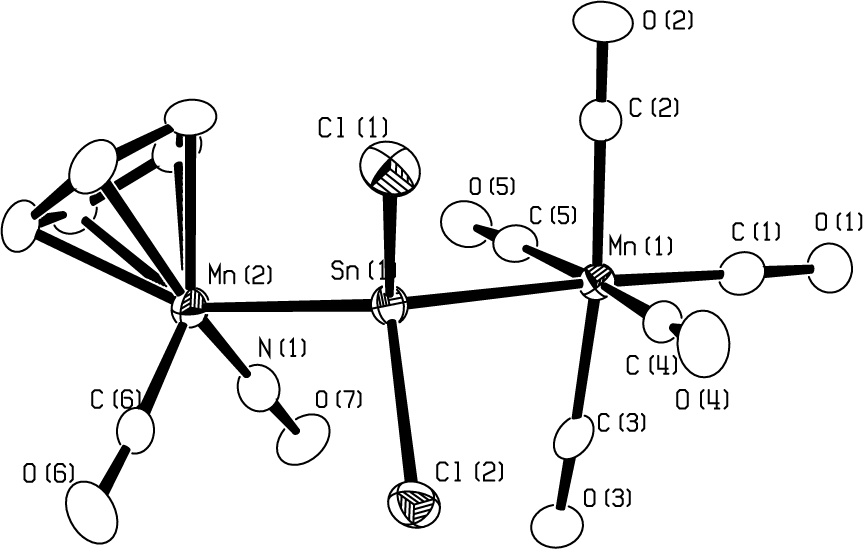 O(2)
C(2)
Cl(1)
O(5)
C(5)
Mn(1)
C(1)
O(1)
Mn(2)
Sn(1)
N(1)
C(4)
O(4)
C(6)
O(7)
C(3)
O(6)
Cl(2)
O(3)